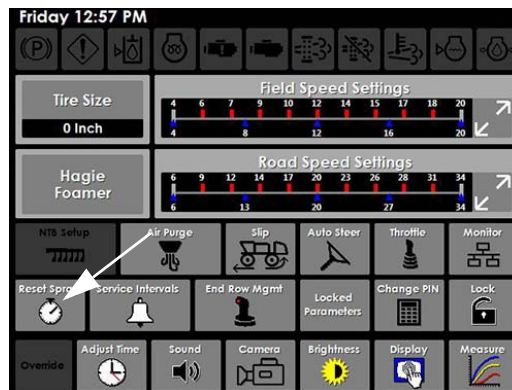 Friday 12:57 PM
(P)
Field Speed Settings
Tire Size
4 6 7 9 10 12 14 15 17 18 20
0 Inch
4 8 12 16 20
Road Speed Settings
Hagie
Foamer
6 9 12 14 17 20 23 26 28 31 34
6 13 20 27 34
NTB Setup Air Purge Slip Auto Steer Throttle Monitor
Reset Service Intervals End Row Mgmt Change PIN Lock
Locked
Parameters
Adjust Time Sound Camera Brightness Display Measure
Override